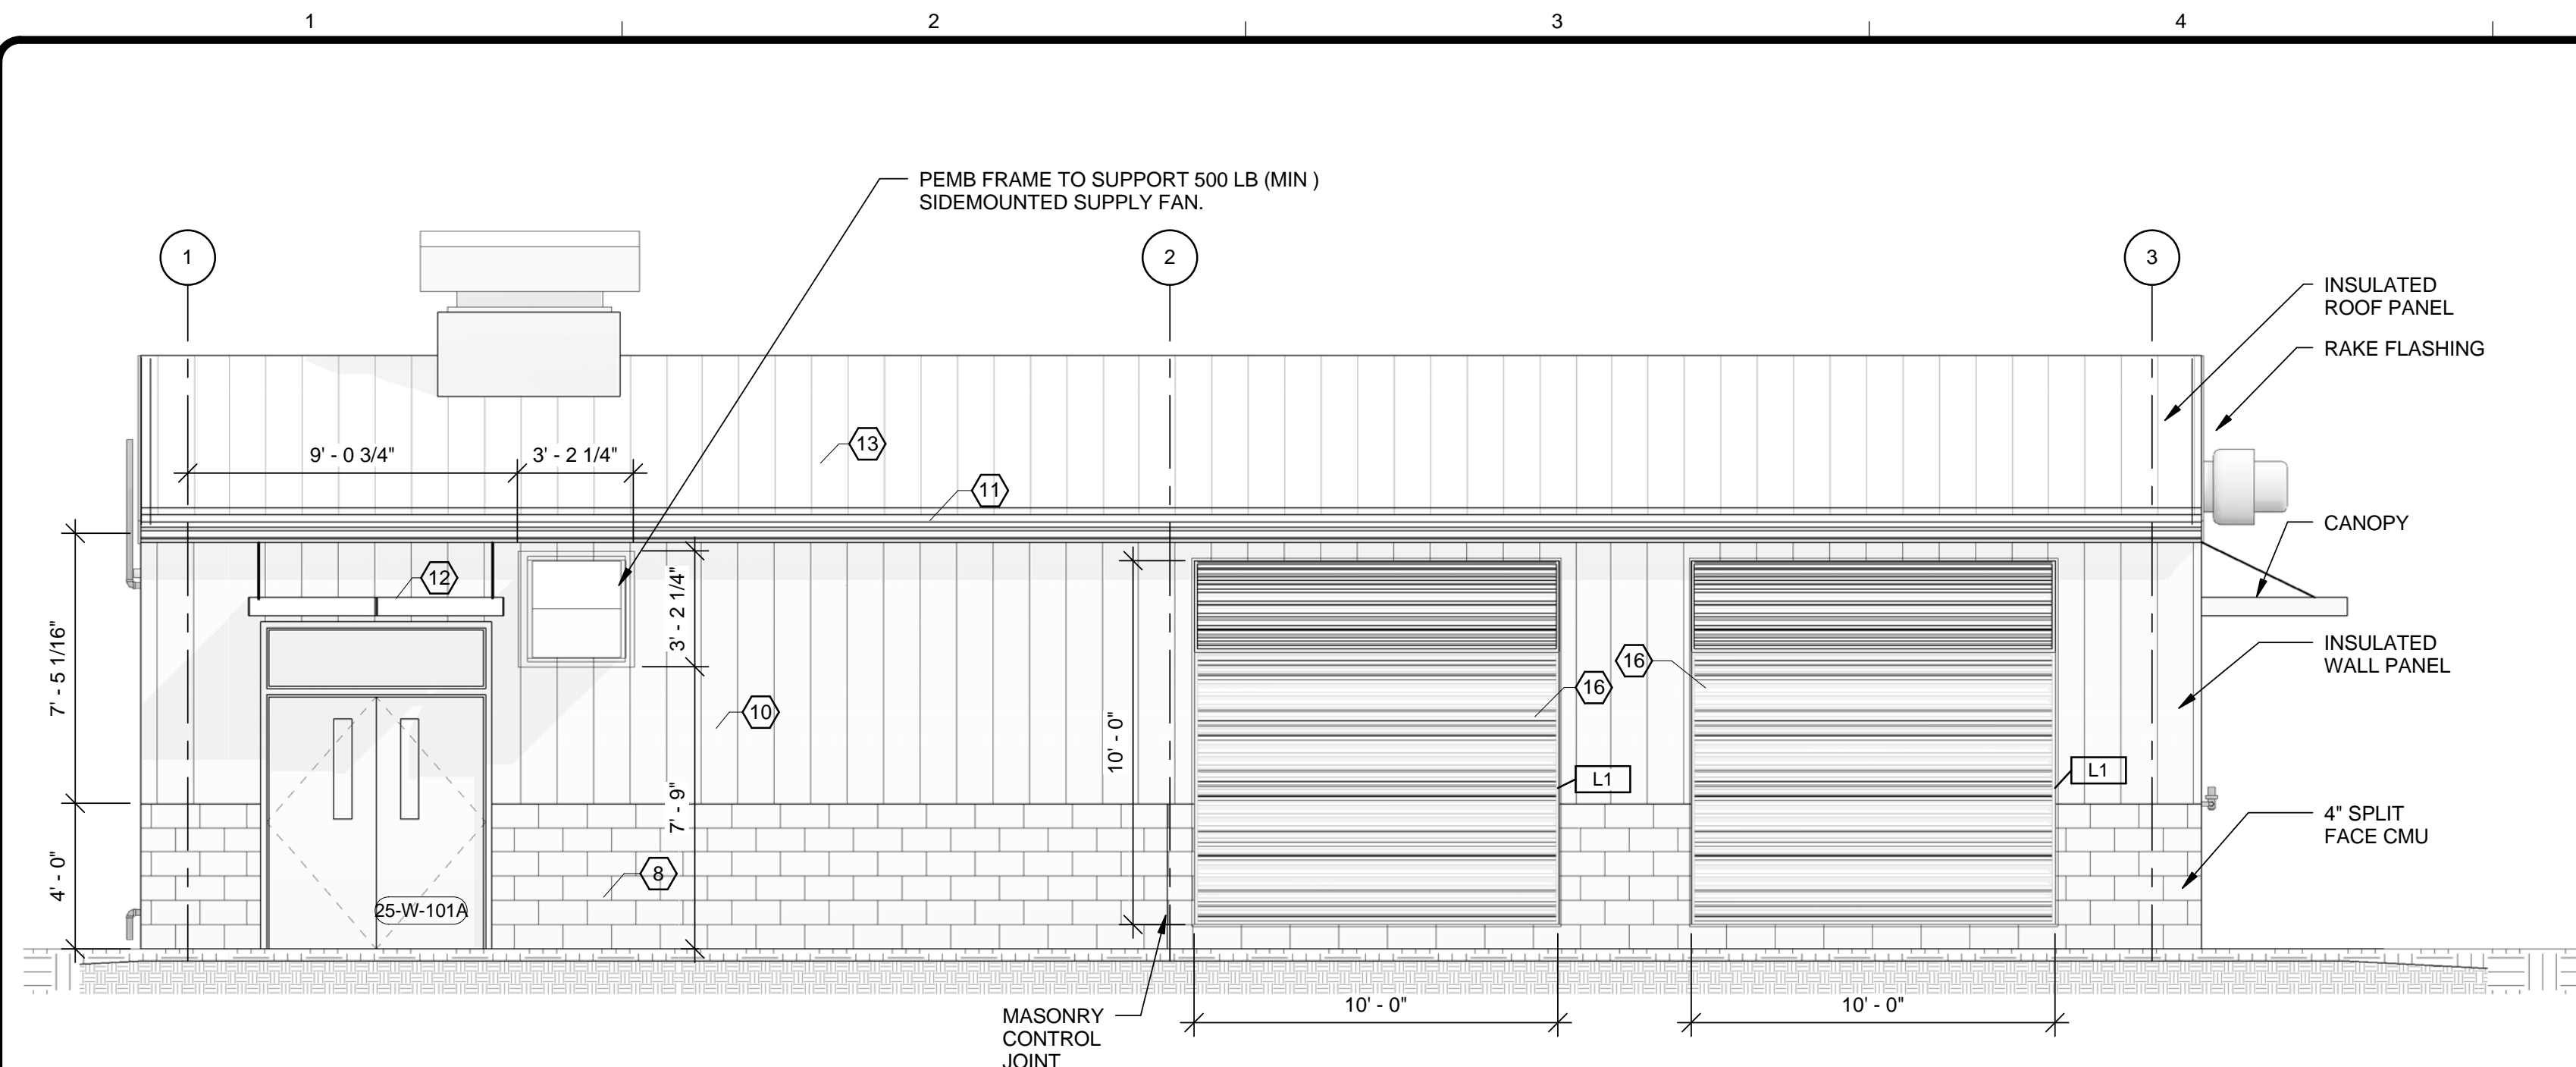 1 2 3 4
PEMB FRAME TO SUPPORT 500 LB (MIN )
SIDEMOUNTED SUPPLY FAN.
1 2 3
INSULATED
ROOF PANEL
RAKE FLASHING
13
9' - 0 3/4" 3' - 2 1/4"
11
CANOPY
12
3' - 2 1/4"
7' - 5 1/16"
INSULATED
WALL PANEL
16
16
10
10' - 0"
L1
L1
7' - 9"
4" SPLIT
FACE CMU
4' - 0"
8
25-W-101A
MASONRY
CONTROL
JOINT
10' - 0" 10' - 0"